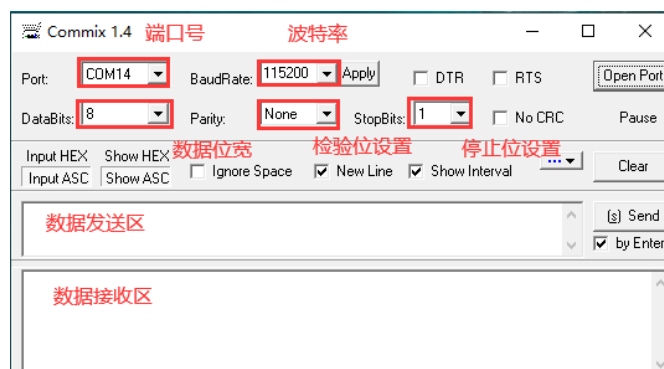 Commix 1.4 端口号 波特率
Port: COM14 BaudRate: 115200 Apply DTR RTS Open Port
DataBits: 8 Parity: None StopBits: 1 No CRC Pause
Input HEX Show HEX 数据位宽 检验位设置 停止位设置
Input ASC Show ASC Ignore Space New Line Show Interval ... Clear
数据发送区 (s) Send
by Enter
数据接收区